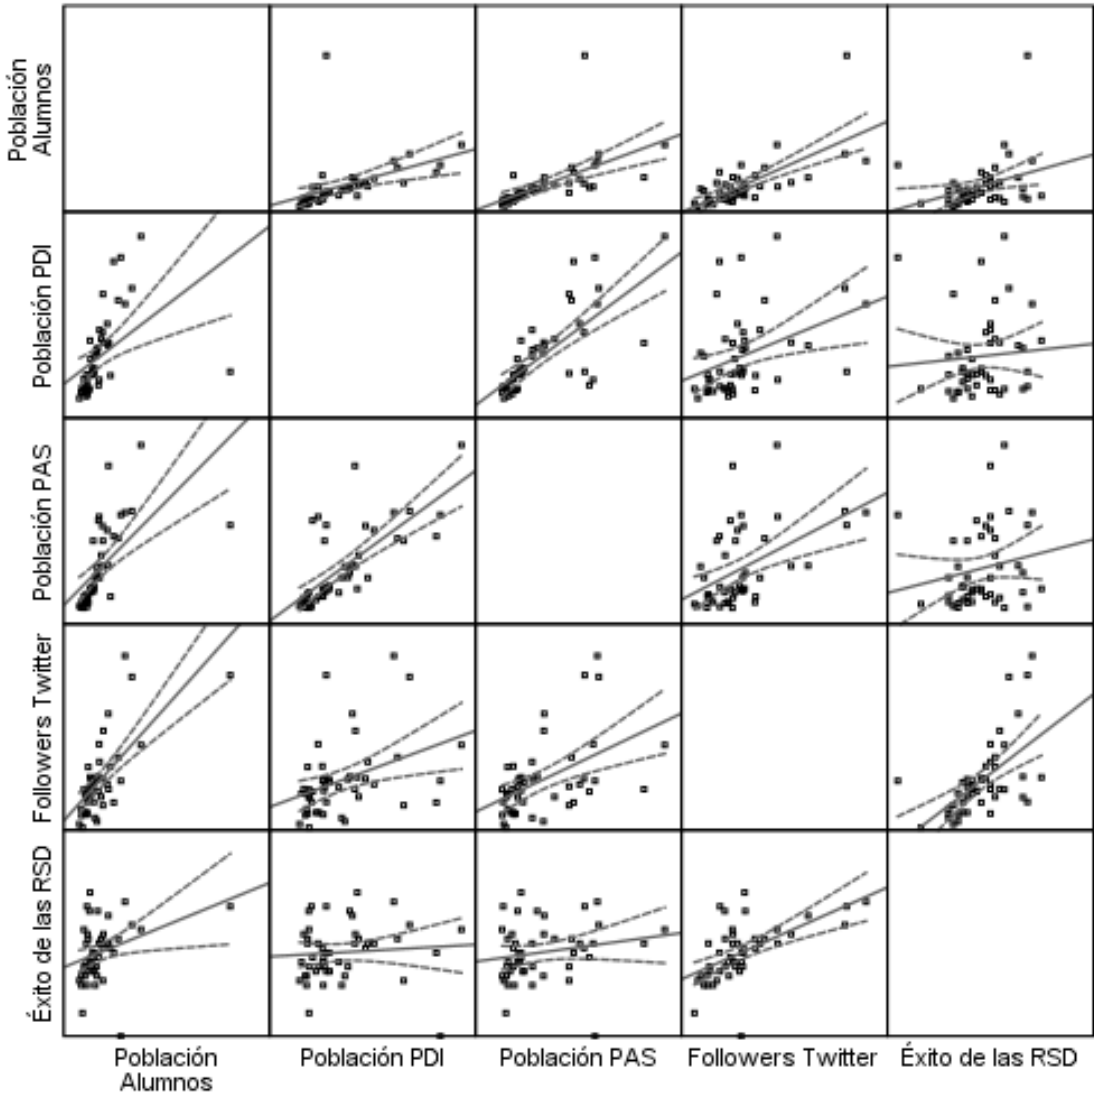 Población
Alumnos
Población PDI
Población PAS
Followers Twitter
Éxito de las RSD
Población
Alumnos
Población PDI
Población PAS
Followers Twitter
Éxito de las RSD